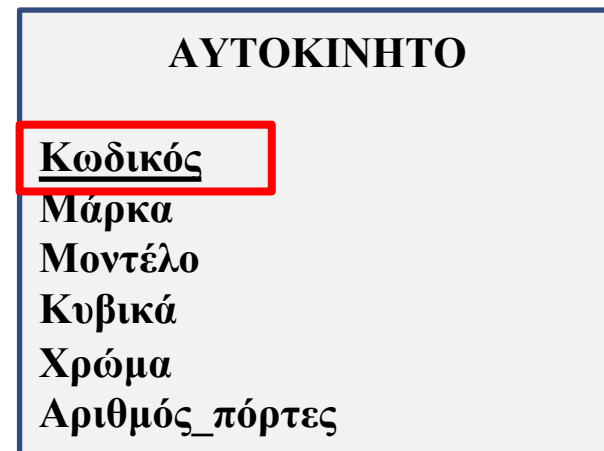 ΑΥΤΟΚΙΝΗΤΟ
Κωδικός
Μάρκα
Μοντέλο
Κυβικά
Χρώμα
Αριθμός_πόρτες